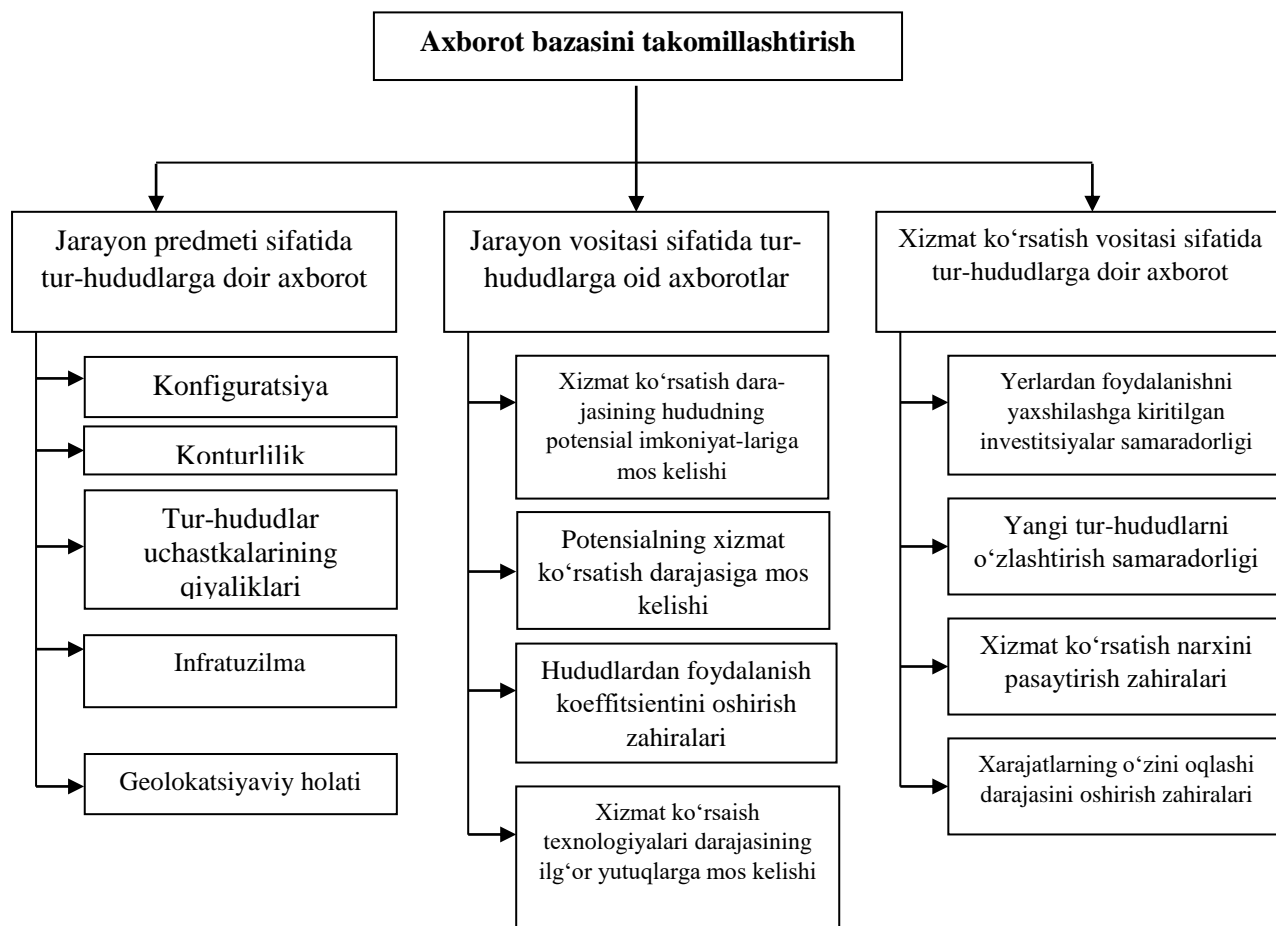 Axborot bazasini takomillashtirish
Jarayon predmeti sifatida
tur-hududlarga doir axborot
Konfiguratsiya
Konturlilik
Tur-hududlar
uchastkalarining
qiyaliklari
Infratuzilma
Geolokatsiyaviy holati
Jarayon vositasi sifatida tur-
hududlarga oid axborotlar
Xizmat ko‘rsatish dara-
jasining hududning
potensial imkoniyat-lariga
mos kelishi
Potensialning xizmat
ko‘rsatish darajasiga mos
kelishi
Hududlardan foydalanish
koeffitsientini oshirish
zahiralari
Xizmat ko‘rsaish
texnologiyalari darajasining
ilg‘or yutuqlarga mos kelishi
Xizmat ko‘rsatish vositasi sifatida
tur-hududlarga doir axborot
Yerlardan foydalanishni
yaxshilashga kiritilgan
investitsiyalar samaradorligi
Yangi tur-hududlarni
o‘zlashtirish samaradorligi
Xizmat ko‘rsatish narxini
pasaytirish zahiralari
Xarajatlarning o‘zini oqlashi
darajasini oshirish zahiralari